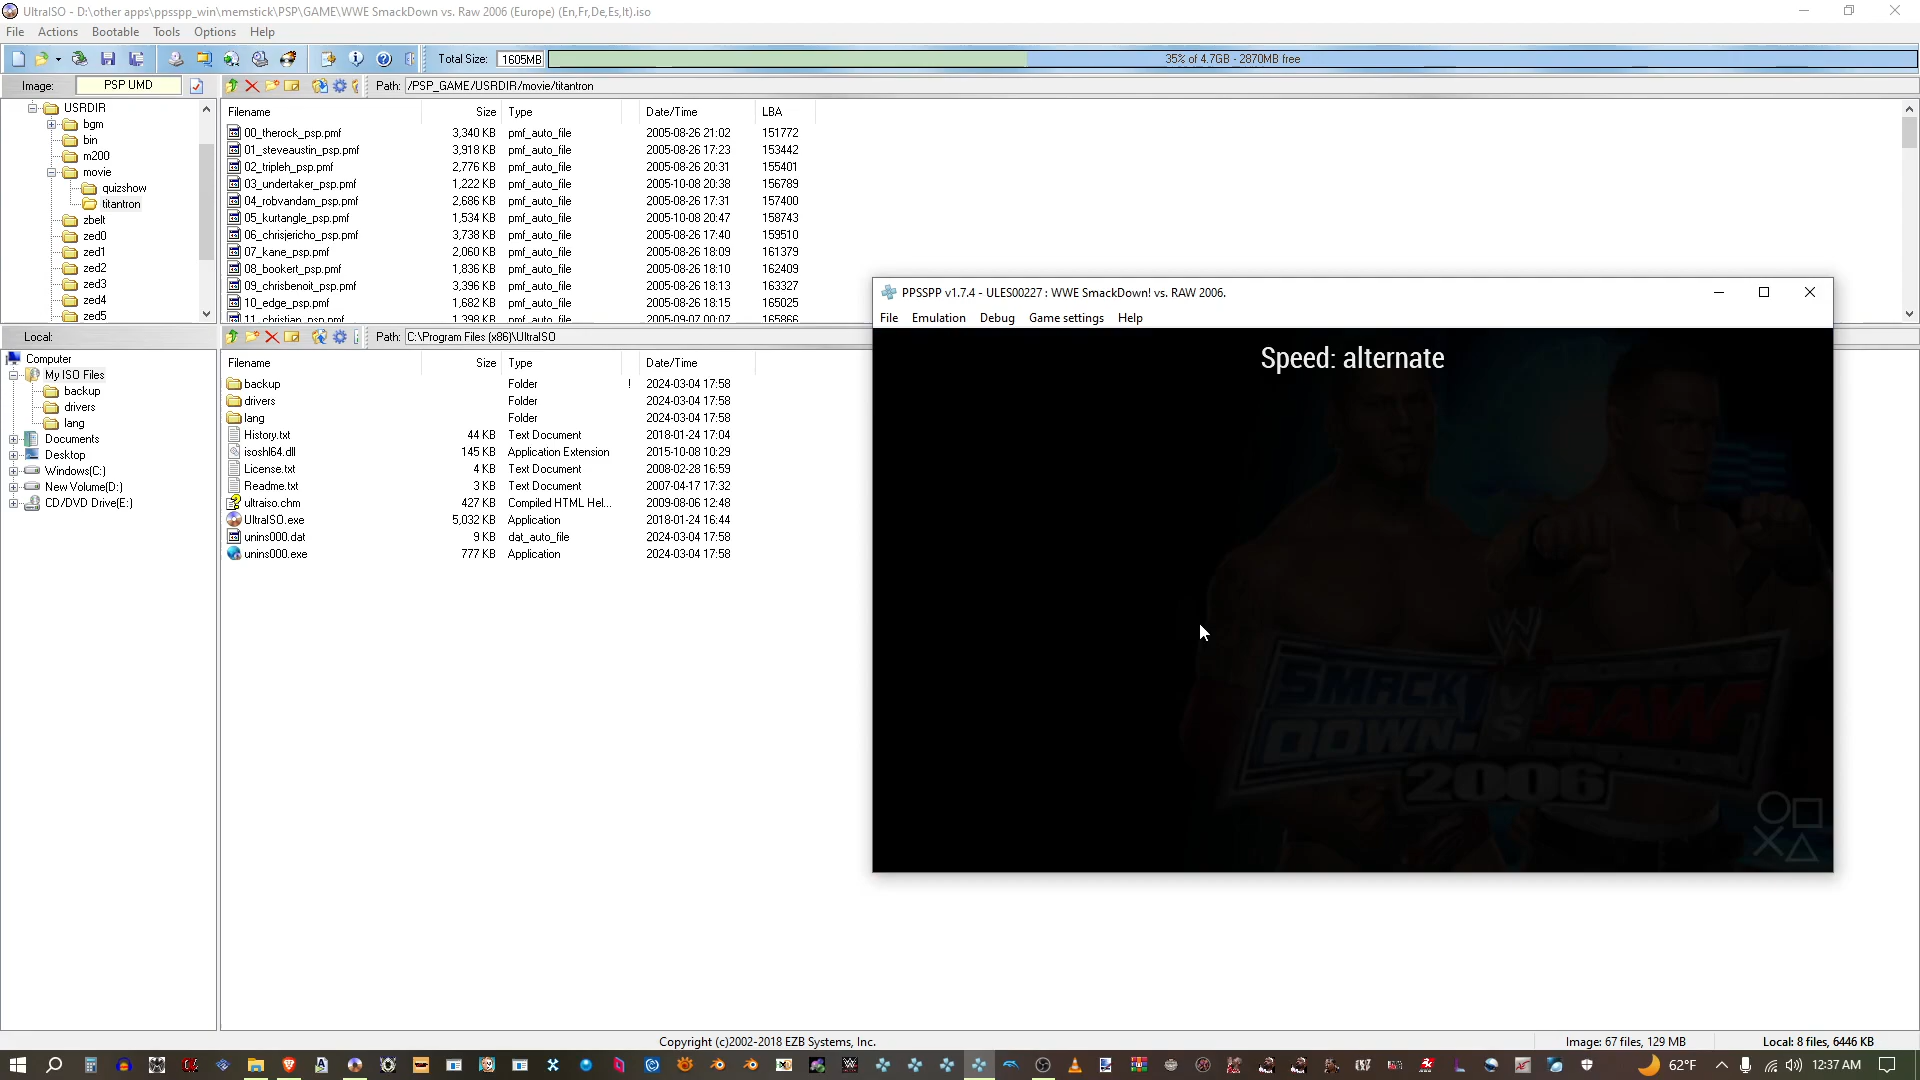 UltraISO - D:\other apps\ppsspp_win\memstick\PSP\GAME\WWE SmackDown vs. Raw 2006 (Europe) (En,Fr,De,Es,It).iso
File Actions Bootable Tools Options Help
Total Size: 1605MB 35% of 4.7GB - 2870MB free
Image: PSP UMD Path: /PSP_GAME/USRDIR/movie/titantron
USRDIR
bgm
bin
m200
movie
quizshow
titantron
zbelt
zed0
zed1
zed2
zed3
zed4
zed5
Filename Size Type Date/Time LBA
00_therock_psp.pmf 3,340 KB pmf_auto_file 2005-08-26 21:02 151772
01_steveaustin_psp.pmf 3,918 KB pmf_auto_file 2005-08-26 17:23 153442
02_tripleh_psp.pmf 2,776 KB pmf_auto_file 2005-08-26 20:31 155401
03_undertaker_psp.pmf 1,222 KB pmf_auto_file 2005-10-08 20:38 156789
04_robvandam_psp.pmf 2,686 KB pmf_auto_file 2005-08-26 17:31 157400
05_kurtangle_psp.pmf 1,534 KB pmf_auto_file 2005-10-08 20:47 158743
06_chrisjericho_psp.pmf 3,738 KB pmf_auto_file 2005-08-26 17:40 159510
07_kane_psp.pmf 2,060 KB pmf_auto_file 2005-08-26 18:09 161379
08_bookert_psp.pmf 1,836 KB pmf_auto_file 2005-08-26 18:10 162409
09_chrisbenoit_psp.pmf 3,396 KB pmf_auto_file 2005-08-26 18:13 163327
10_edge_psp.pmf 1,682 KB pmf_auto_file 2005-08-26 18:15 165025
11_christian_psp.pmf 1,398 KB pmf_auto_file 2005-09-07 00:07 165866
Local: Path: C:\Program Files (x86)\UltraISO
Computer
My ISO Files
backup
drivers
lang
Documents
Desktop
Windows(C:)
New Volume(D:)
CD/DVD Drive(E:)
Filename Size Type Date/Time
backup Folder ! 2024-03-04 17:58
drivers Folder 2024-03-04 17:58
lang Folder 2024-03-04 17:58
History.txt 44 KB Text Document 2018-01-24 17:04
isoshl64.dll 145 KB Application Extension 2015-10-08 10:29
License.txt 4 KB Text Document 2008-02-28 16:59
Readme.txt 3 KB Text Document 2007-04-17 17:32
ultraiso.chm 427 KB Compiled HTML Hel... 2009-08-06 12:48
UltraISO.exe 5,032 KB Application 2018-01-24 16:44
unins000.dat 9 KB dat_auto_file 2024-03-04 17:58
unins000.exe 777 KB Application 2024-03-04 17:58
PPSSPP v1.7.4 - ULES00227 : WWE SmackDown! vs. RAW 2006.
File Emulation Debug Game settings Help
Speed: alternate
W
SMACK
DOWN! VS RAW
2006
Copyright (c)2002-2018 EZB Systems, Inc. Image: 67 files, 129 MB Local: 8 files, 6446 KB
62°F 12:37 AM